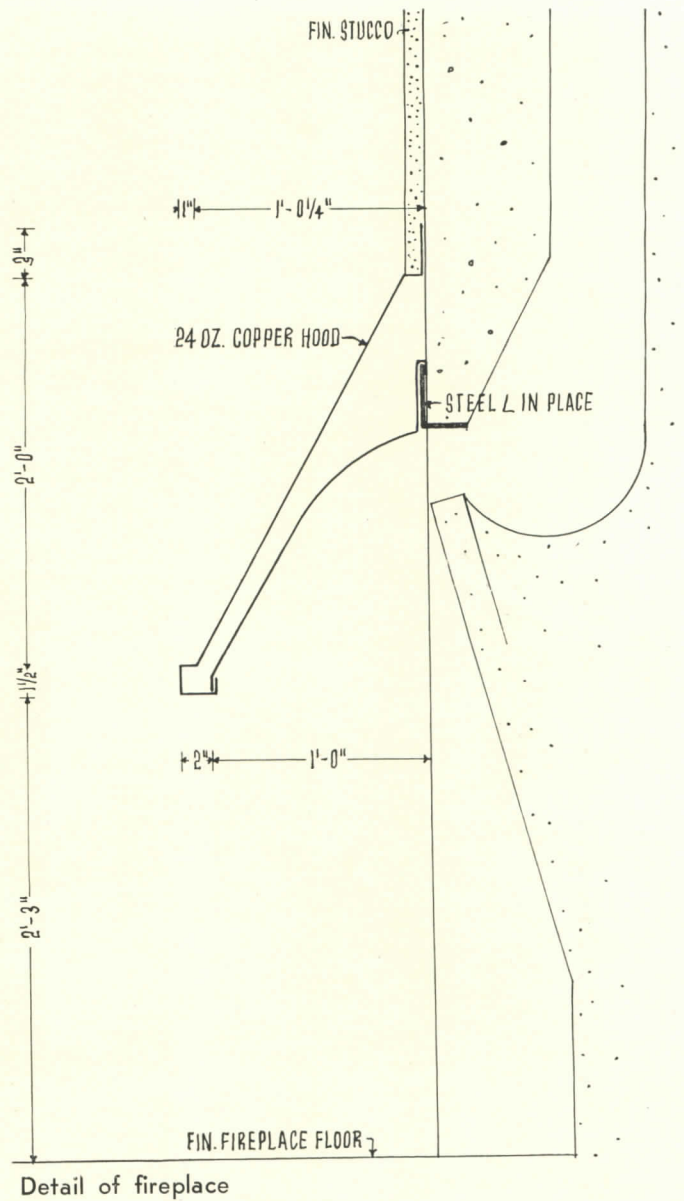 FIN. STUCCO
1" 1'-0 1/4"
3"
24 OZ. COPPER HOOD
STEEL L IN PLACE
2'-0"
1 1/2"
2" 1'-0"
2'-3"
FIN. FIREPLACE FLOOR
Detail of fireplace